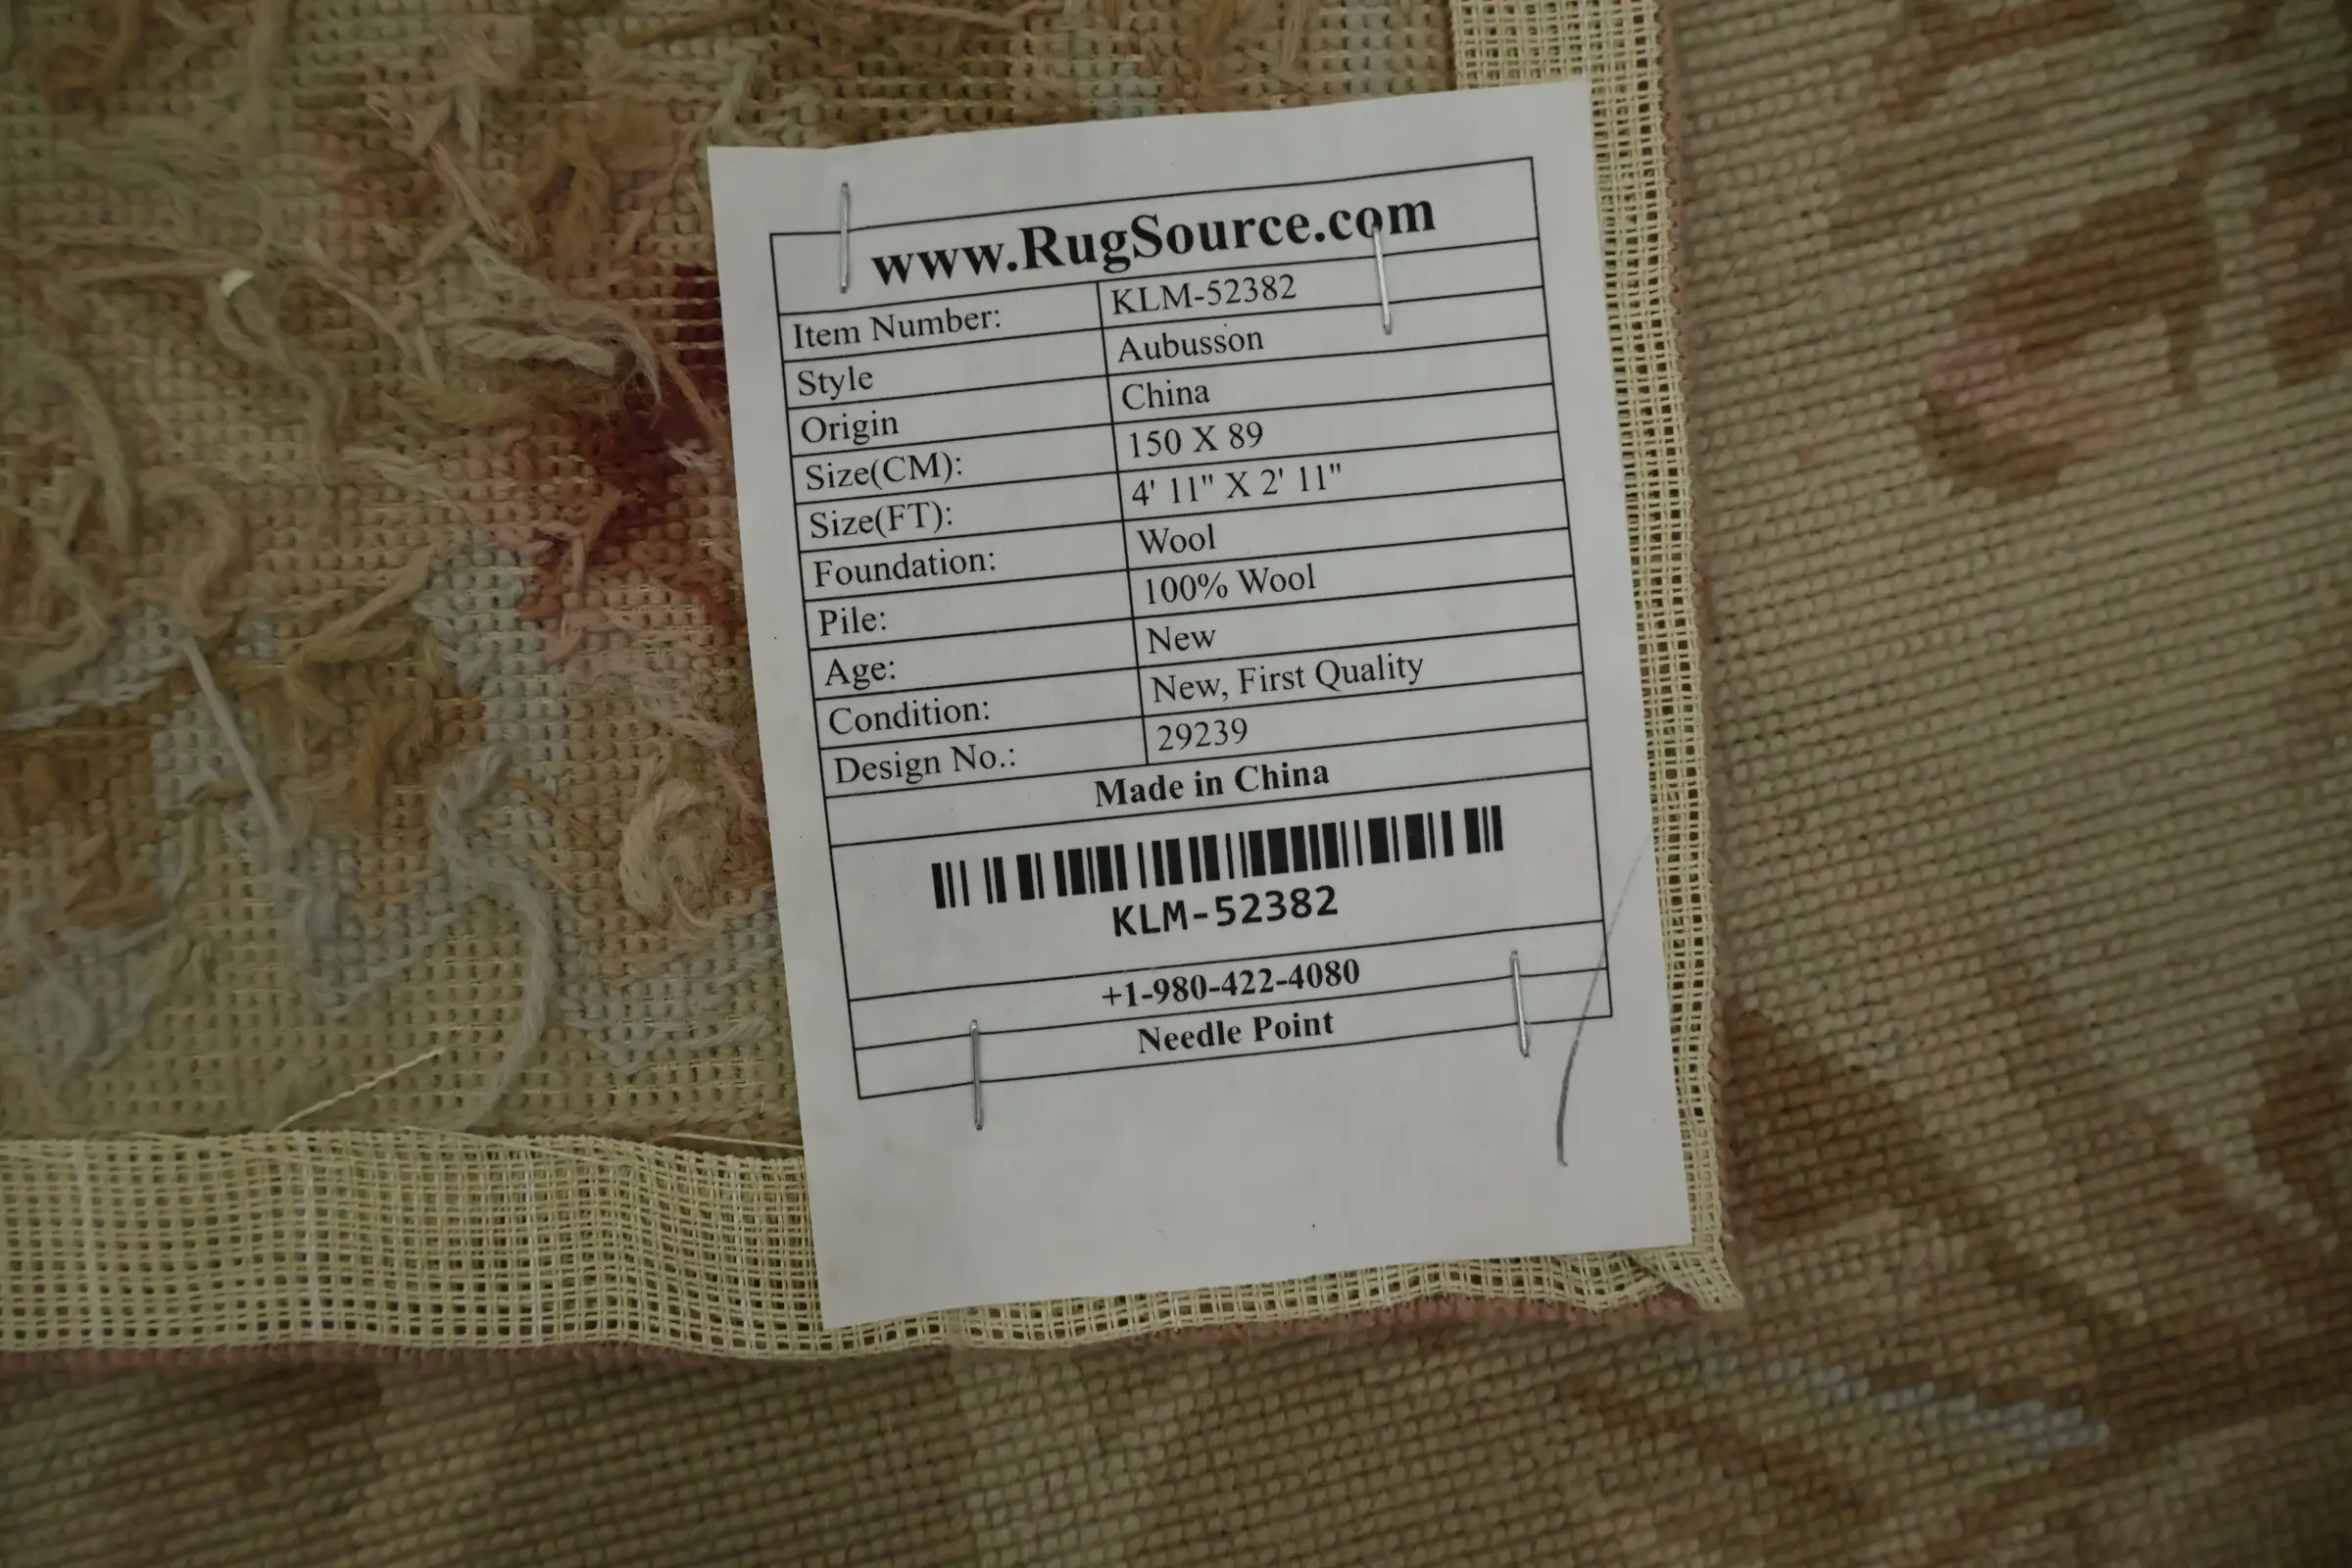 www.RugSource.com
Item Number: KLM-52382
Style Aubusson
Origin China
Size(CM): 150 X 89
Size(FT): 4' 11" X 2' 11"
Foundation: Wool
Pile: 100% Wool
Age: New
Condition: New, First Quality
Design No.: 29239
Made in China
KLM-52382
+1-980-422-4080
Needle Point